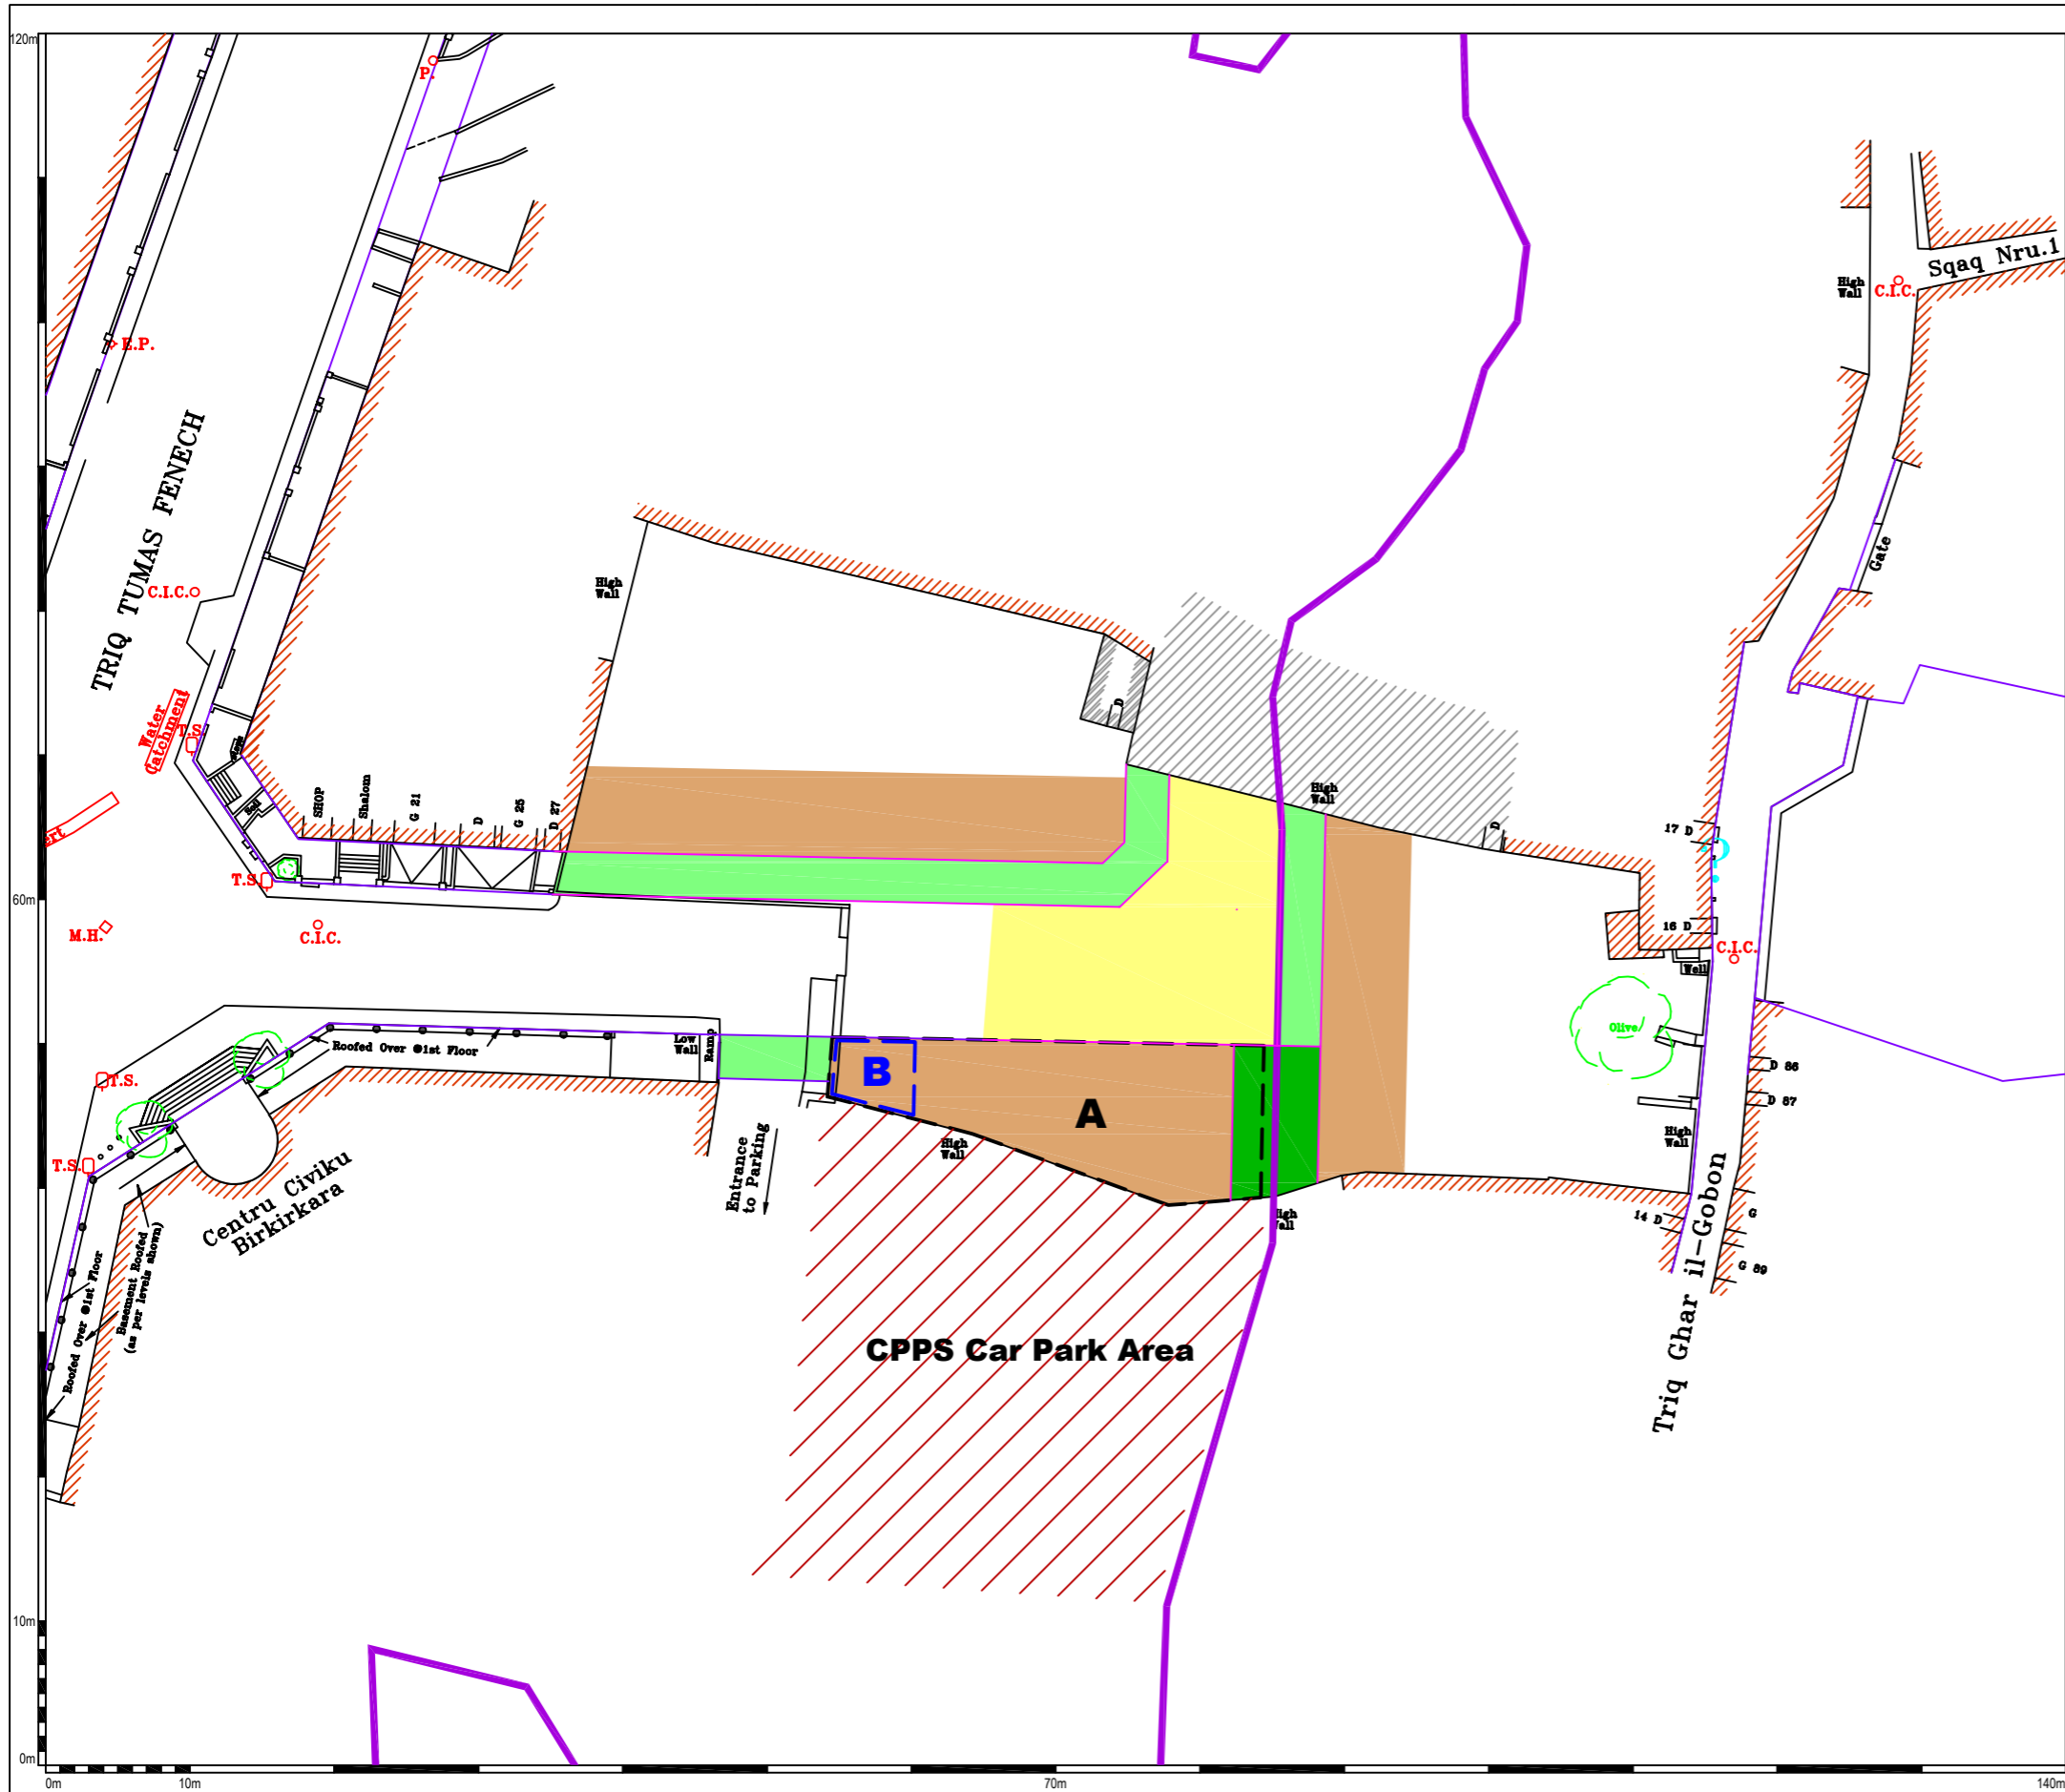 120m
P.
Sqaq Nru.1
High
Wall
C.I.C.
E.P.
TRIQ TUMAS FENECH
Gate
High
Wall
C.I.C.
Water
Catchment
T.S
D
SHOP
Shalom
G 21
D
G 25
D 27
High
Wall
D
17 D
T.S
60m
M.H.
C.I.C.
16 D
C.I.C.
Well
Olive
Low
Wall
Ramp
Roofed Over @1st Floor
B
T.S.
D 86
D 87
A
High
Wall
High
Wall
Entrance
to Parking
T.S.
Centru Civiku
Birkirkara
14 D
G
G 89
Roofed Over @1st Floor
Basement Roofed
(as per levels shown)
Triq Ghar il-Gobon
CPPS Car Park Area
10m
0m
0m
10m
70m
140m